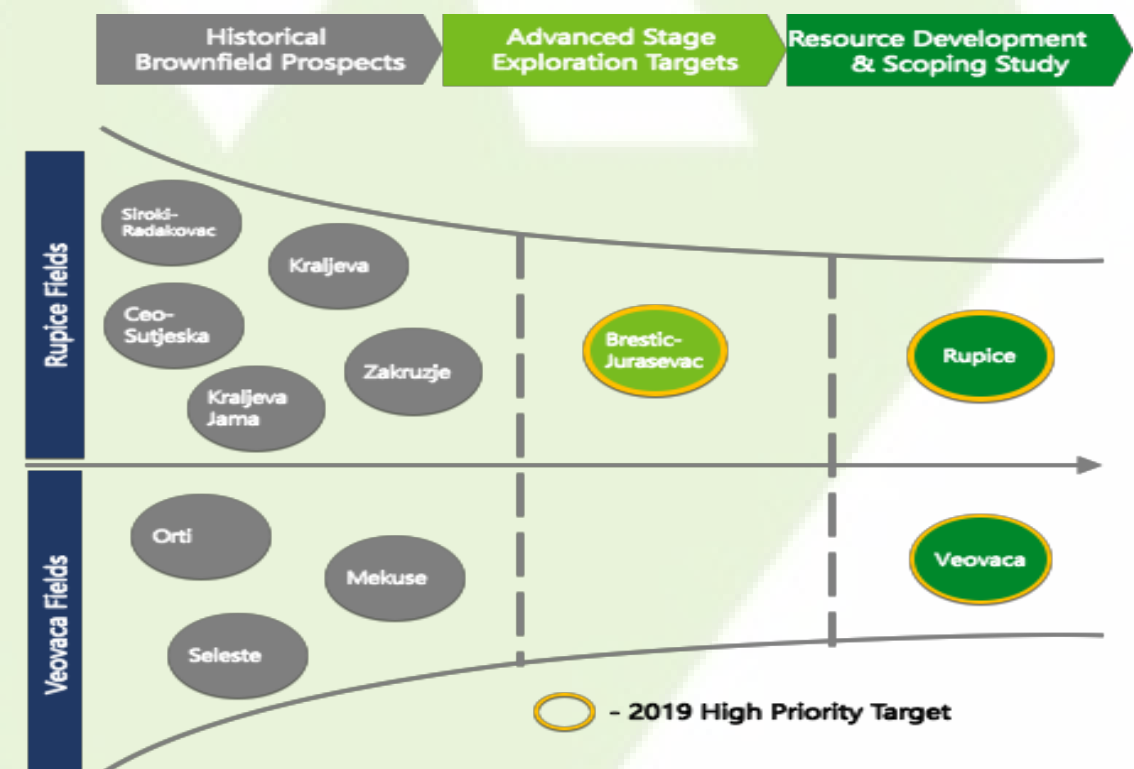 Historical
Brownfield Prospects
Advanced Stage
Exploration Targets
Resource Development
& Scoping Study
Rupice Fields
Siroki-
Radakovac
Kraljeva
Ceo-
Sutjeska
Zakruzje
Kraljeva
Jama
Brestic-
Jurasevac
Rupice
Veovaca Fields
Orti
Mekuse
Seleste
Veovaca
- 2019 High Priority Target